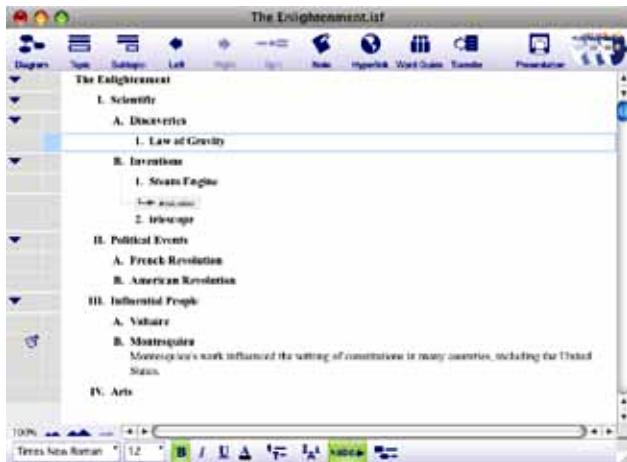 The Enlightenment.isf
Diagram Topic Subtopic Left Right Note Hyperlink Word Guide Transfer Presentation
The Enlightenment
I. Scientific
A. Discoveries
1. Law of Gravity
B. Inventions
1. Steam Engine
2. telescope
II. Political Events
A. French Revolution
B. American Revolution
III. Influential People
A. Voltaire
B. Montesquieu
Montesquieu's work influenced the writing of constitutions in many countries, including the United
States.
IV. Arts
100%
Times New Roman 12 B I U A